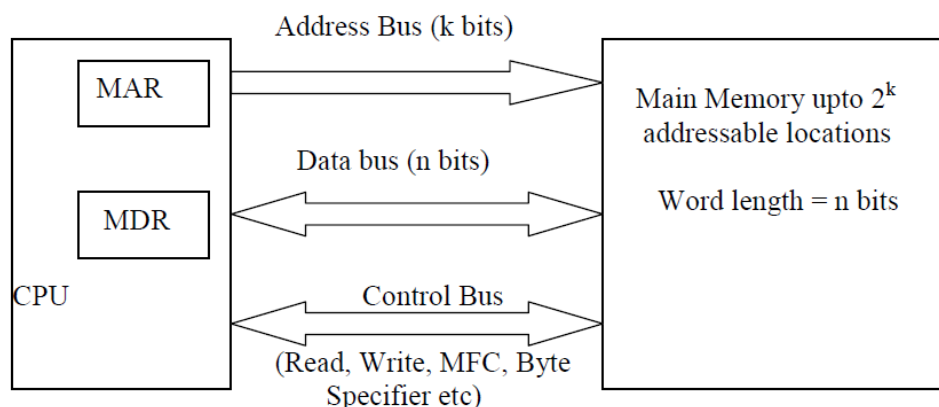 Address Bus (k bits)
MAR
Main Memory upto 2^k
addressable locations
Data bus (n bits)
Word length = n bits
MDR
CPU
Control Bus
(Read, Write, MFC, Byte
Specifier etc)